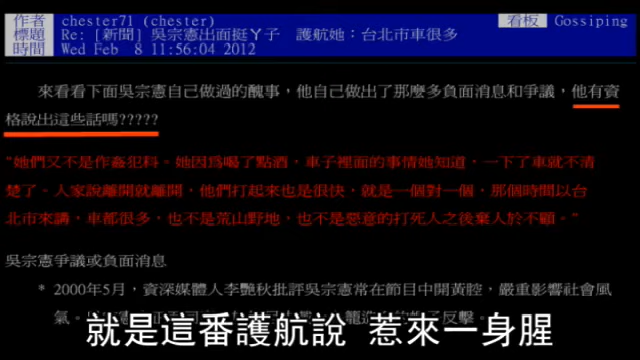 作者 chester71 (chester) 看板 Gossiping
標題 Re: [新聞] 吳宗憲出面挺ㄚ子 護航她：台北市車很多
時間 Wed Feb 8 11:56:04 2012
來看看下面吳宗憲自己做過的醜事，他自己做出了那麼多負面消息和爭議，他有資
格說出這些話嗎?????
"她們又不是作姦犯科。她因為喝了點酒，車子裡面的事情她知道，一下了車就不清
楚了。人家說離開就離開，他們打起來也是很快，就是一個對一個，那個時間以台
北市來講，車都很多，也不是荒山野地，也不是惡意的打死人之後棄人於不顧。"
吳宗憲爭議或負面消息
* 2000年5月，資深媒體人李艷秋批評吳宗憲常在節目中開黃腔，嚴重影響社會風
氣。
反擊。
就是這番護航說 惹來一身腥